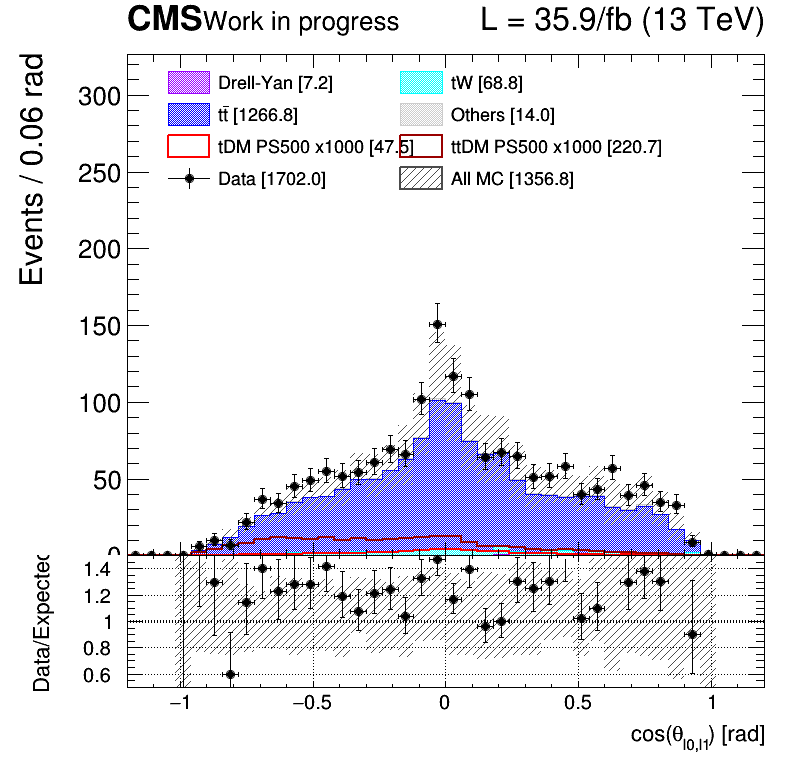 CMS Work in progress L = 35.9/fb (13 TeV)
Events / 0.06 rad
300
250
200
150
100
50
0
Drell-Yan [7.2] tW [68.8]
tt̄ [1266.8] Others [14.0]
tDM PS500 x1000 [47.5] ttDM PS500 x1000 [220.7]
Data [1702.0] All MC [1356.8]
Data/Expected
1.4
1.2
1
0.8
0.6
−1 −0.5 0 0.5 1
cos(θ_{l0,l1}) [rad]